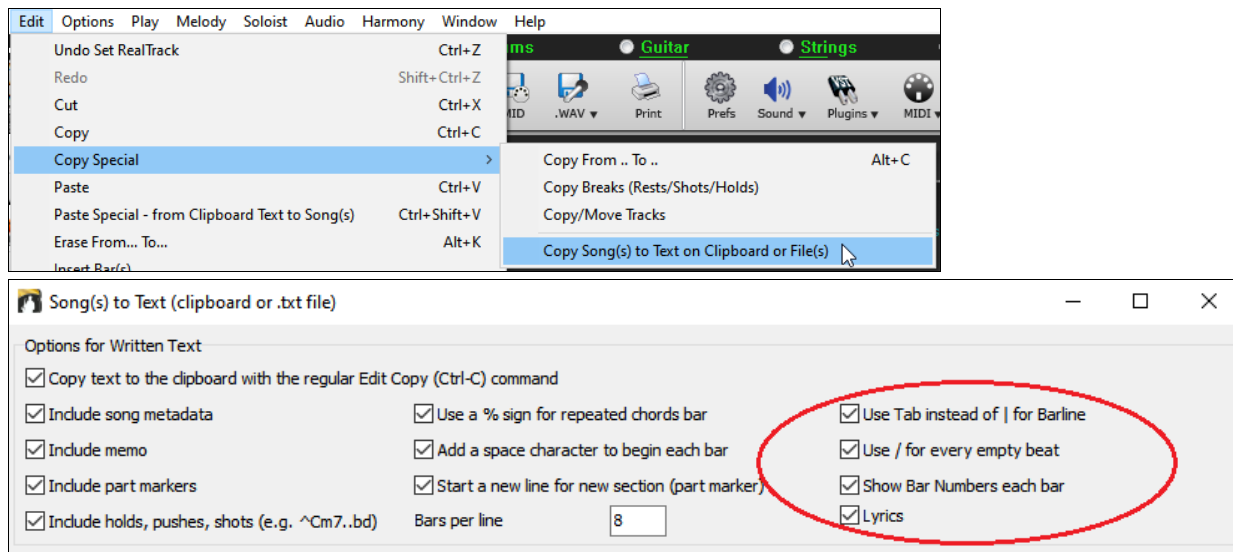 Edit Options Play Melody Soloist Audio Harmony Window Help
Undo Set RealTrack Ctrl+Z
Redo Shift+Ctrl+Z
Cut Ctrl+X
Copy Ctrl+C
Copy Special
Paste Ctrl+V
Paste Special - from Clipboard Text to Song(s) Ctrl+Shift+V
Erase From... To... Alt+K
Insert Bar(s)
Guitar Strings
.WAV Print Prefs Sound Plugins MIDI
Copy From .. To .. Alt+C
Copy Breaks (Rests/Shots/Holds)
Copy/Move Tracks
Copy Song(s) to Text on Clipboard or File(s)
Song(s) to Text (clipboard or .txt file)
Options for Written Text
Copy text to the clipboard with the regular Edit Copy (Ctrl-C) command
Include song metadata Use a % sign for repeated chords bar Use Tab instead of | for Barline
Include memo Add a space character to begin each bar Use / for every empty beat
Include part markers Start a new line for new section (part marker) Show Bar Numbers each bar
Include holds, pushes, shots (e.g. ^Cm7..bd) Bars per line 8 Lyrics